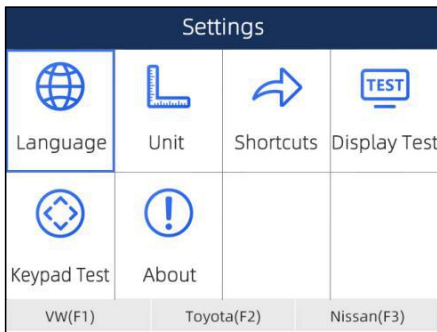 Settings
TEST
Language Unit Shortcuts Display Test
Keypad Test About
VW(F1) Toyota(F2) Nissan(F3)